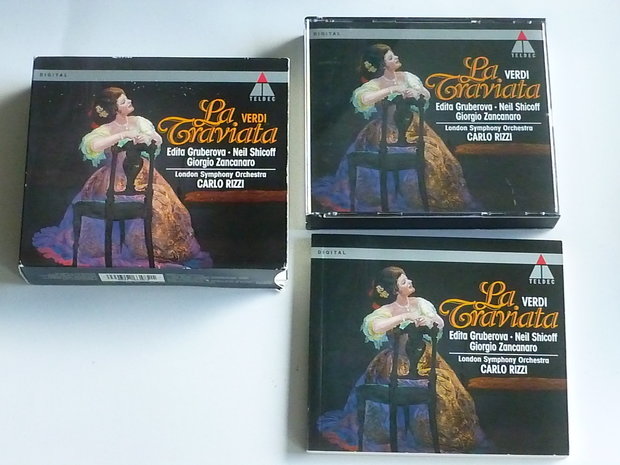 DIGITAL
TELDEC
La
VERDI
Traviata
Edita Gruberova · Neil Shicoff
Giorgio Zancanaro
London Symphony Orchestra
CARLO RIZZI
DIGITAL
TELDEC
La
VERDI
Traviata
Edita Gruberova · Neil Shicoff
Giorgio Zancanaro
London Symphony Orchestra
CARLO RIZZI
DIGITAL
TELDEC
La
VERDI
Traviata
Edita Gruberova · Neil Shicoff
Giorgio Zancanaro
London Symphony Orchestra
CARLO RIZZI